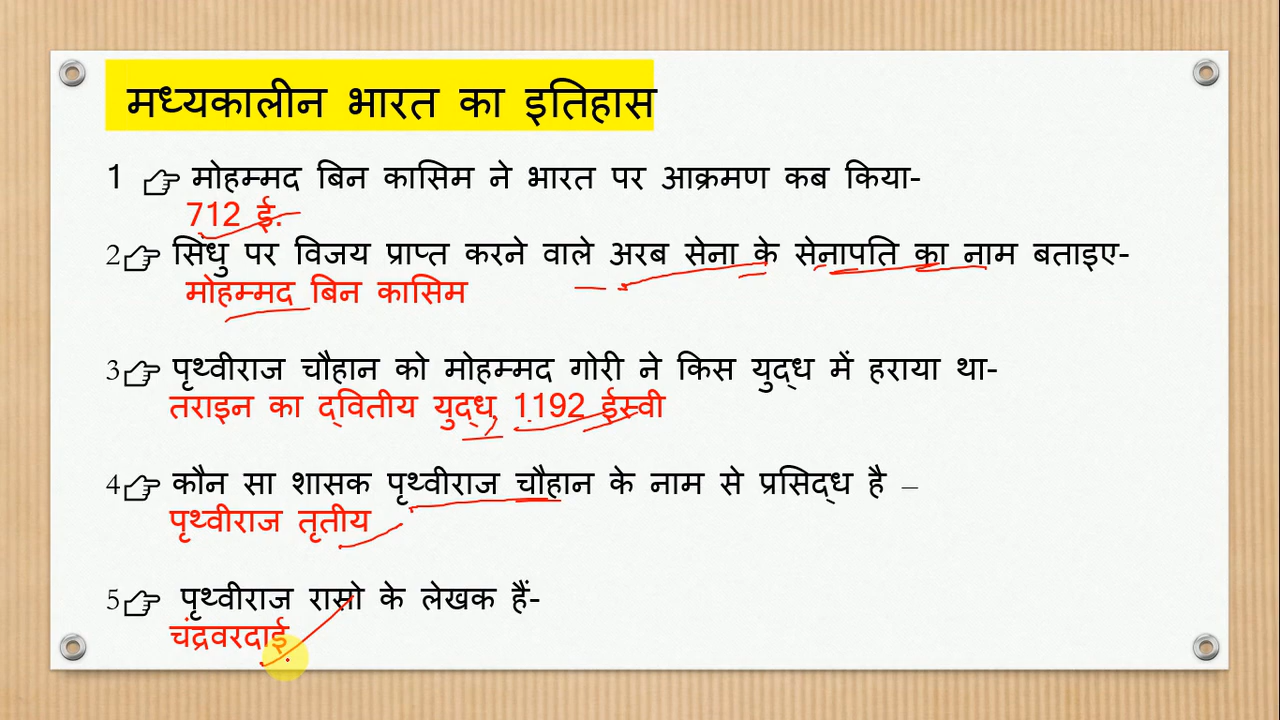 मध्यकालीन भारत का इतिहास
1 👉 मोहम्मद बिन कासिम ने भारत पर आक्रमण कब किया-
712 ई.
2👉 सिंधु पर विजय प्राप्त करने वाले अरब सेना के सेनापति का नाम बताइए-
मोहम्मद बिन कासिम
3👉 पृथ्वीराज चौहान को मोहम्मद गोरी ने किस युद्ध में हराया था-
तराइन का द्वितीय युद्ध, 1192 ईस्वी
4👉 कौन सा शासक पृथ्वीराज चौहान के नाम से प्रसिद्ध है –
पृथ्वीराज तृतीय
5👉 पृथ्वीराज रासो के लेखक हैं-
चंद्रवरदाई